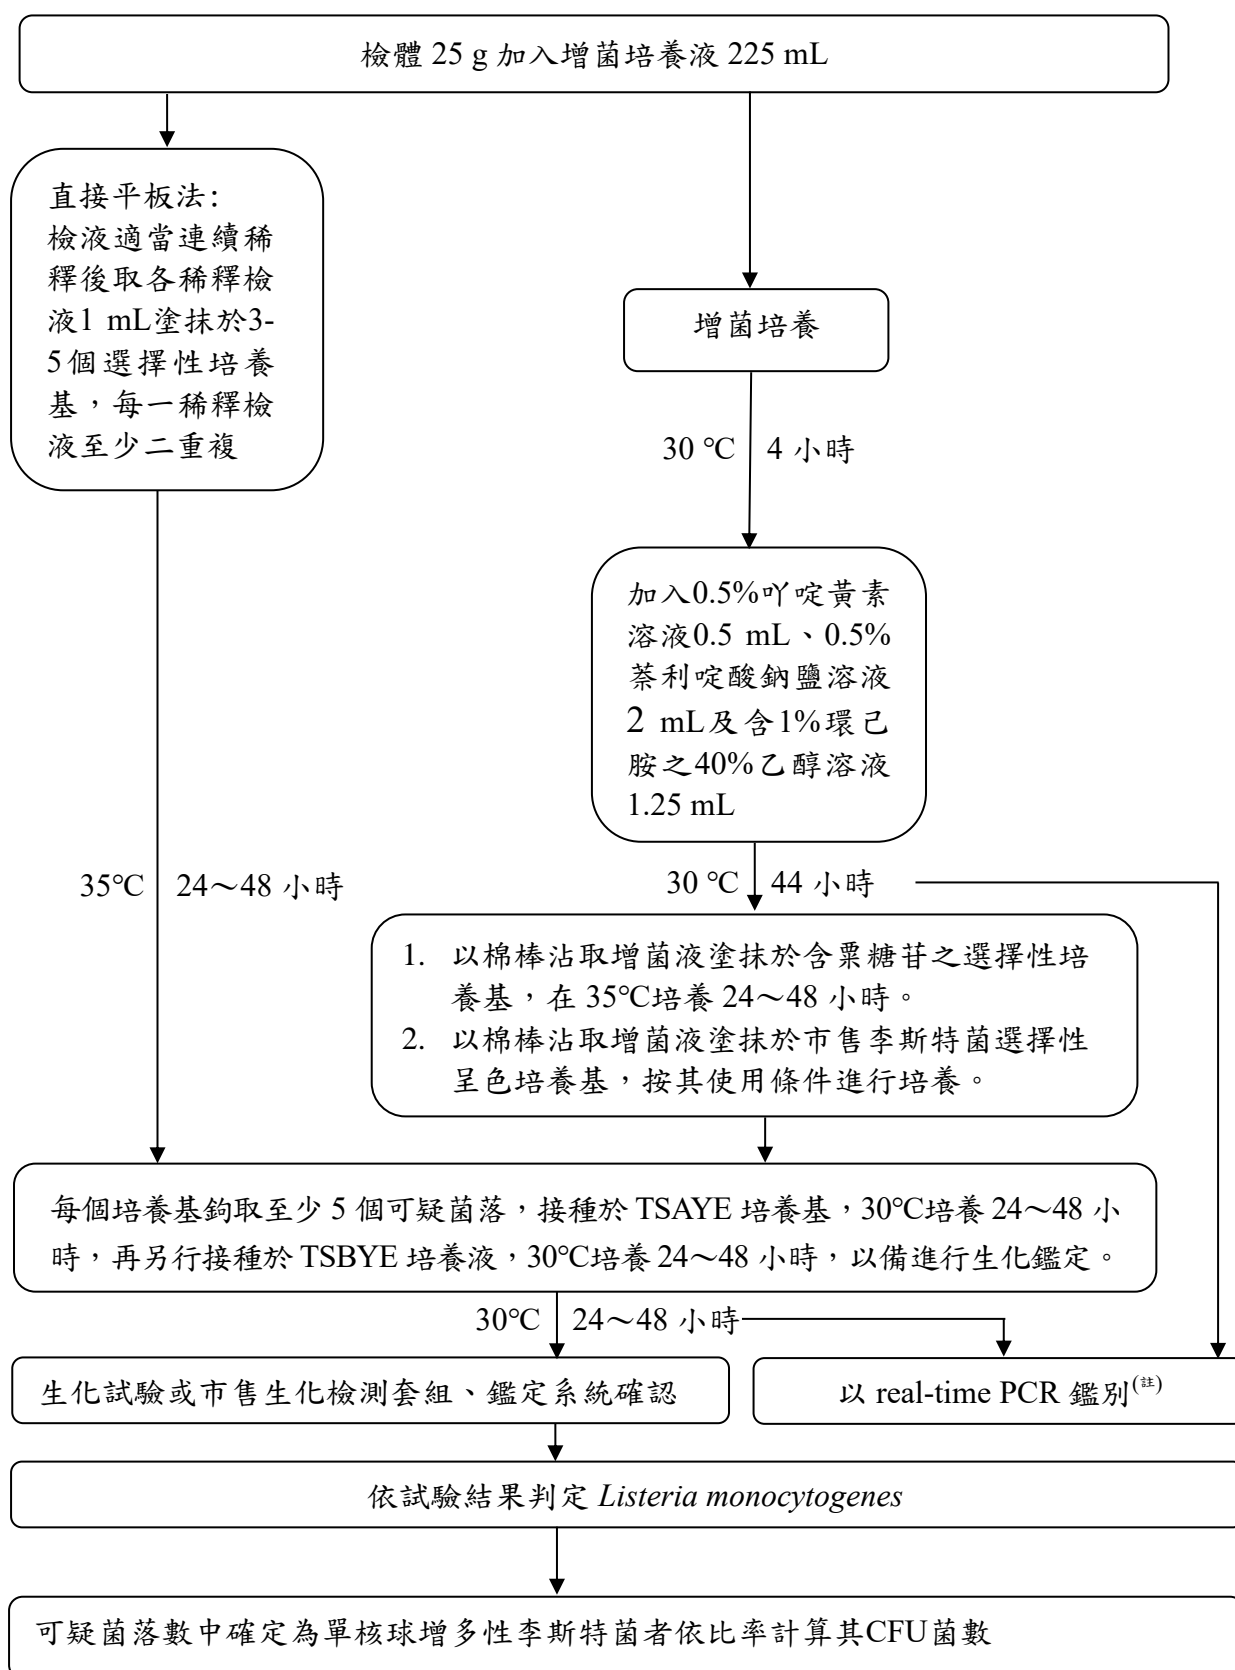 檢體 25 g 加入增菌培養液 225 mL
直接平板法:
檢液適當連續稀
釋後取各稀釋檢
液1 mL塗抹於3-
5個選擇性培養
基，每一稀釋檢
液至少二重複
增菌培養
30 ℃ 4 小時
加入0.5%吖啶黃素
溶液0.5 mL、0.5%
萘利啶酸鈉鹽溶液
2 mL及含1%環己
胺之40%乙醇溶液
1.25 mL
35℃ 24～48 小時
30 ℃ 44 小時
1. 以棉棒沾取增菌液塗抹於含粟糖苷之選擇性培
養基，在 35℃培養 24～48 小時。
2. 以棉棒沾取增菌液塗抹於市售李斯特菌選擇性
呈色培養基，按其使用條件進行培養。
每個培養基鉤取至少 5 個可疑菌落，接種於 TSAYE 培養基，30℃培養 24～48 小
時，再另行接種於 TSBYE 培養液，30℃培養 24～48 小時，以備進行生化鑑定。
30℃ 24～48 小時
生化試驗或市售生化檢測套組、鑑定系統確認
以 real-time PCR 鑑別(註)
依試驗結果判定 Listeria monocytogenes
可疑菌落數中確定為單核球增多性李斯特菌者依比率計算其CFU菌數